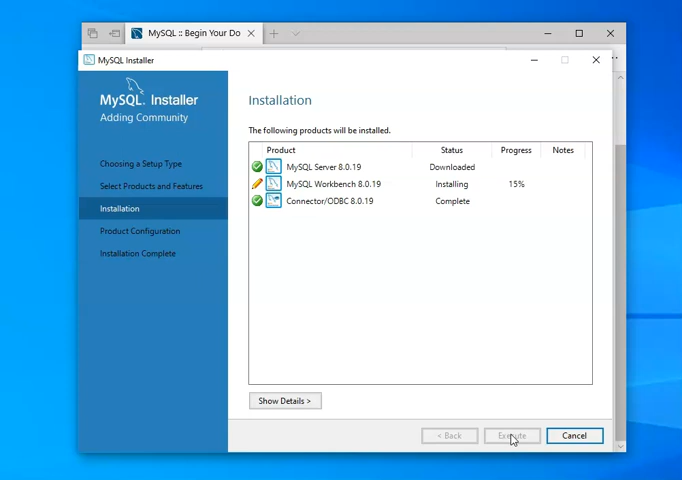 MySQL :: Begin Your Do
MySQL Installer
MySQL. Installer
Adding Community
Choosing a Setup Type
Select Products and Features
Installation
Product Configuration
Installation Complete
Installation
The following products will be installed.
Product Status Progress Notes
MySQL Server 8.0.19 Downloaded
MySQL Workbench 8.0.19 Installing 15%
Connector/ODBC 8.0.19 Complete
Show Details >
< Back Execute Cancel